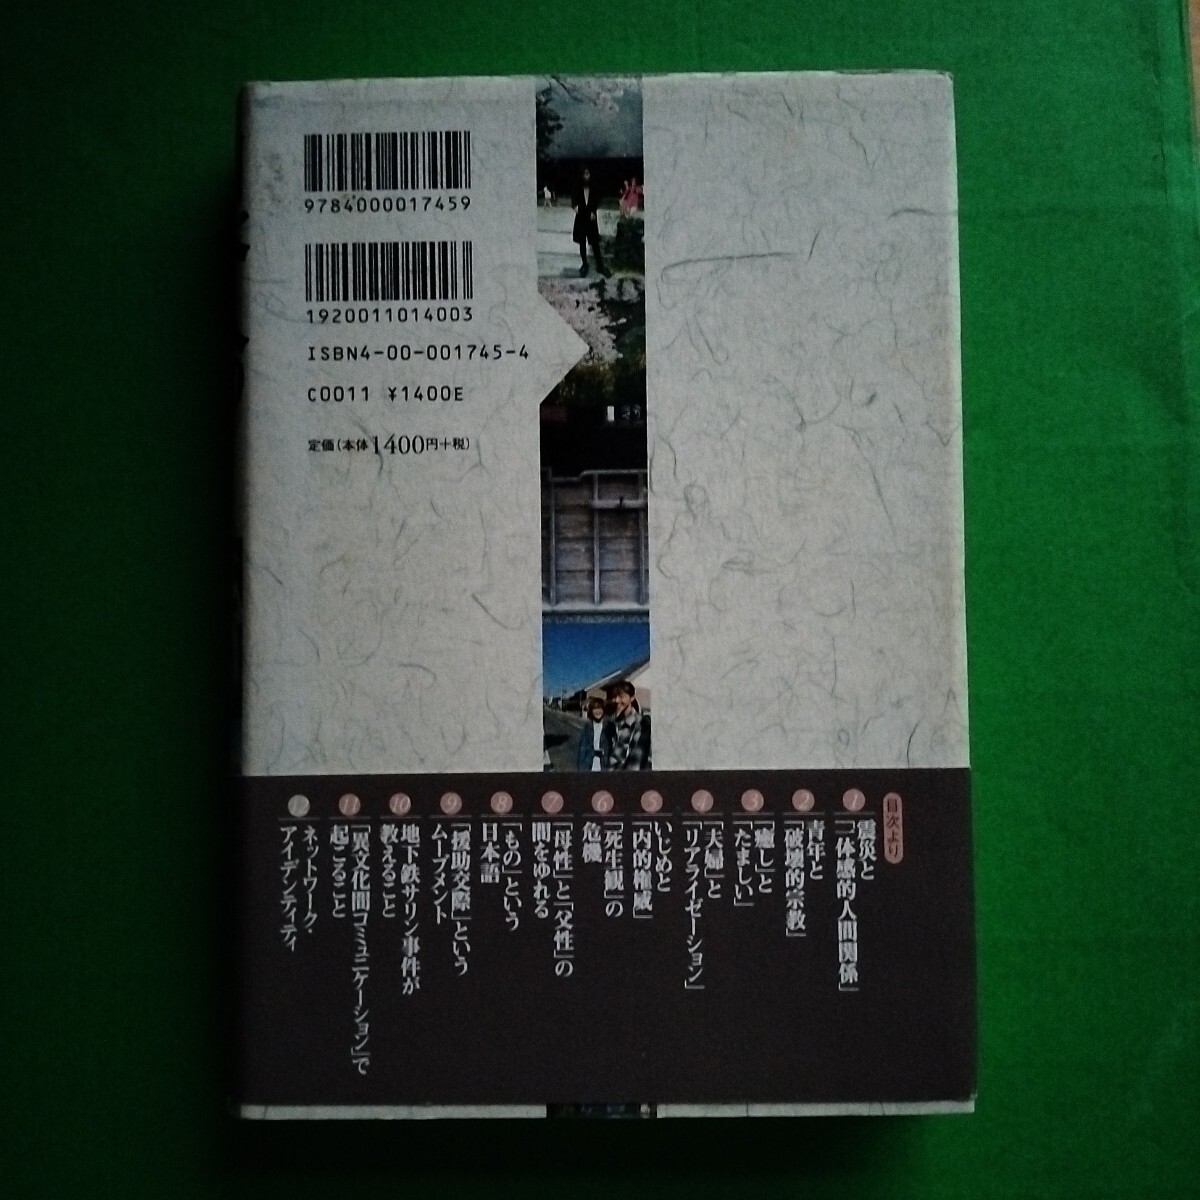 9784000017459
1920011014003
ISBN4-00-001745-4
C0011 ¥1400E
定価(本体1400円+税)
目次より
1
震災と
「一体感的人間関係」
2
青年と
「破壊的宗教」
3
「癒し」と
「たましい」
4
「夫婦」と
「リアライゼーション」
5
いじめと
「内的権威」
6
「死生観」の
危機
7
「母性」と「父性」の
間をゆれる
8
「もの」という
日本語
9
「援助交際」という
ムーブメント
10
地下鉄サリン事件が
教えること
11
「異文化間コミュニケーション」で
起こること
12
ネットワーク・
アイデンティティ